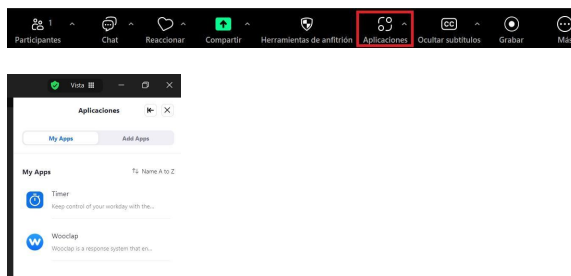 1
Participantes Chat Reaccionar Compartir Herramientas de anfitrión Aplicaciones CC Ocultar subtítulos Grabar Más
Vista
Aplicaciones
My Apps Add Apps
My Apps Name A to Z
Timer
Keep control of your workday with the...
Wooclap
Wooclap is a response system that en...